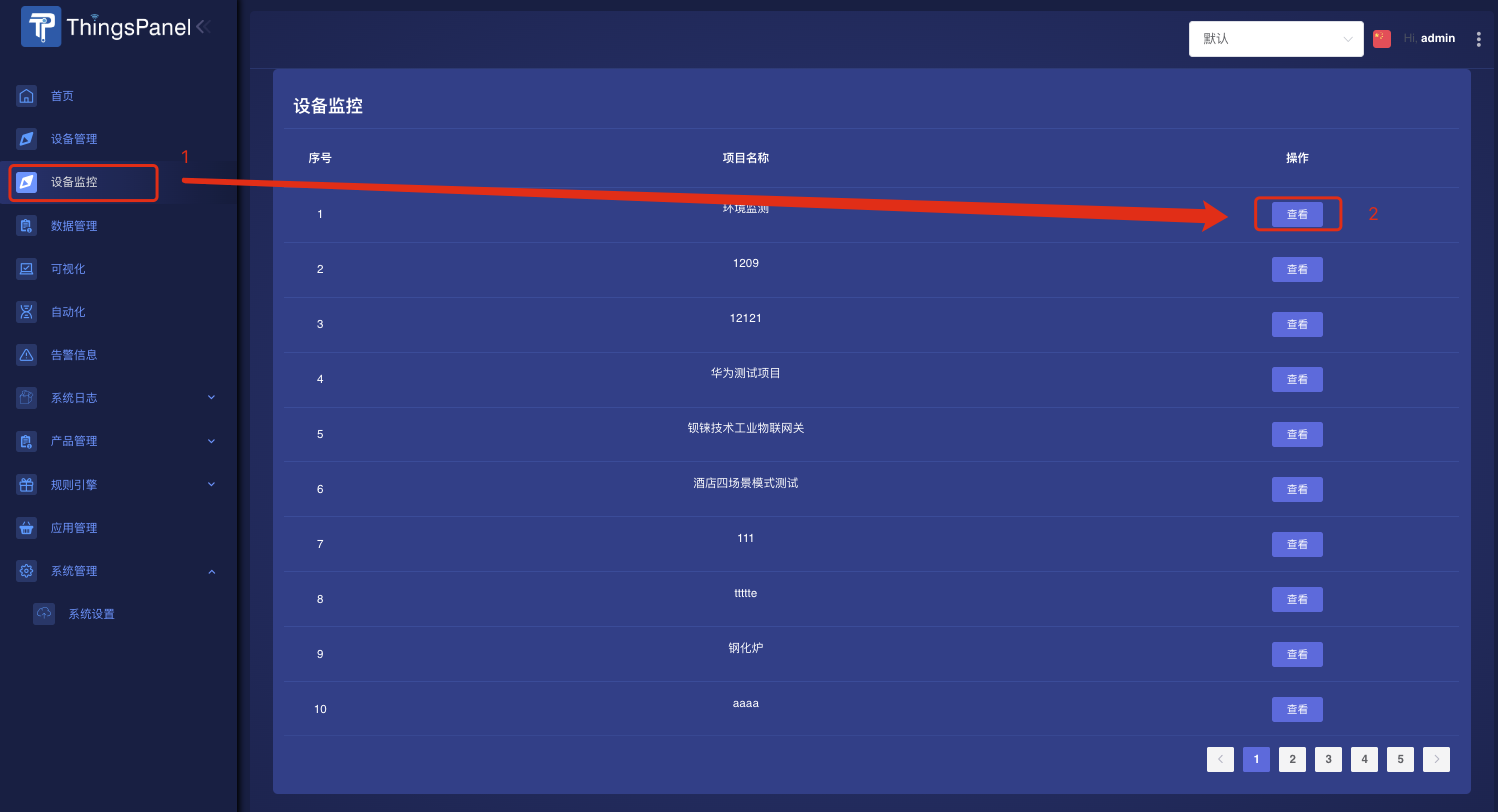 ThingsPanel
默认
Hi, admin
首页
设备管理
设备监控
数据管理
可视化
自动化
告警信息
系统日志
产品管理
规则引擎
应用管理
系统管理
系统设置
1
设备监控
序号 项目名称 操作
1 环境监测 查看 2
2 1209 查看
3 12121 查看
4 华为测试项目 查看
5 钡铼技术工业物联网关 查看
6 酒店四场景模式测试 查看
7 111 查看
8 ttttte 查看
9 钢化炉 查看
10 aaaa 查看
1 2 3 4 5